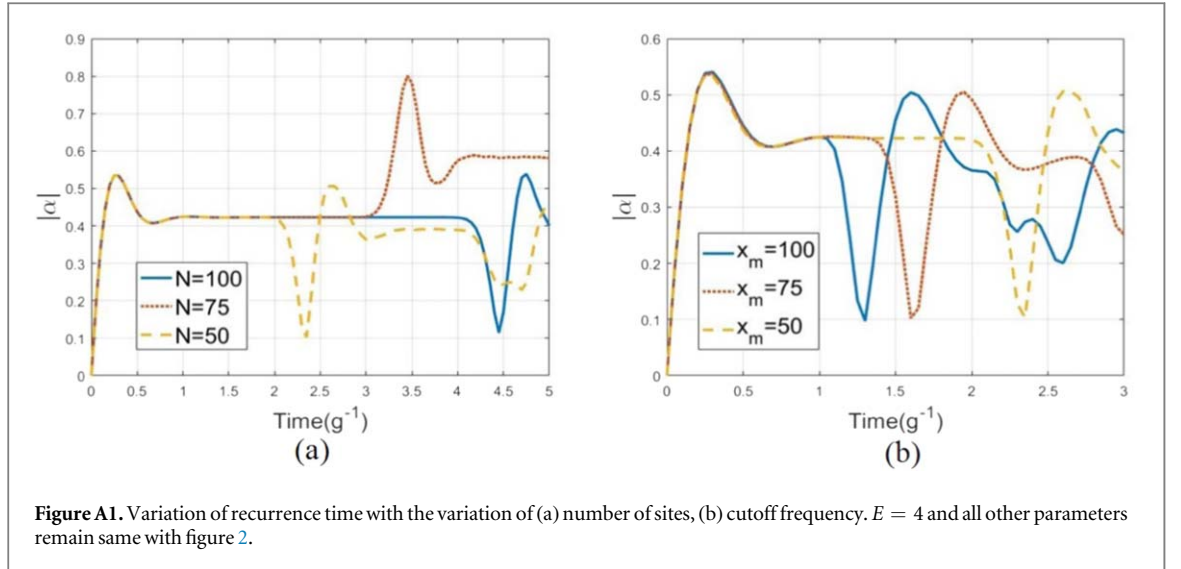 0.9
0.8
0.7
0.6
0.5
0.4
0.3
0.2
0.1
0
|α|
N=100
N=75
N=50
0 0.5 1 1.5 2 2.5 3 3.5 4 4.5 5
Time(g⁻¹)
(a)
0.6
0.5
0.4
0.3
0.2
0.1
0
|α|
xₘ=100
xₘ=75
xₘ=50
0 0.5 1 1.5 2 2.5 3
Time(g⁻¹)
(b)
Figure A1. Variation of recurrence time with the variation of (a) number of sites, (b) cutoff frequency. E = 4 and all other parameters
remain same with figure 2.